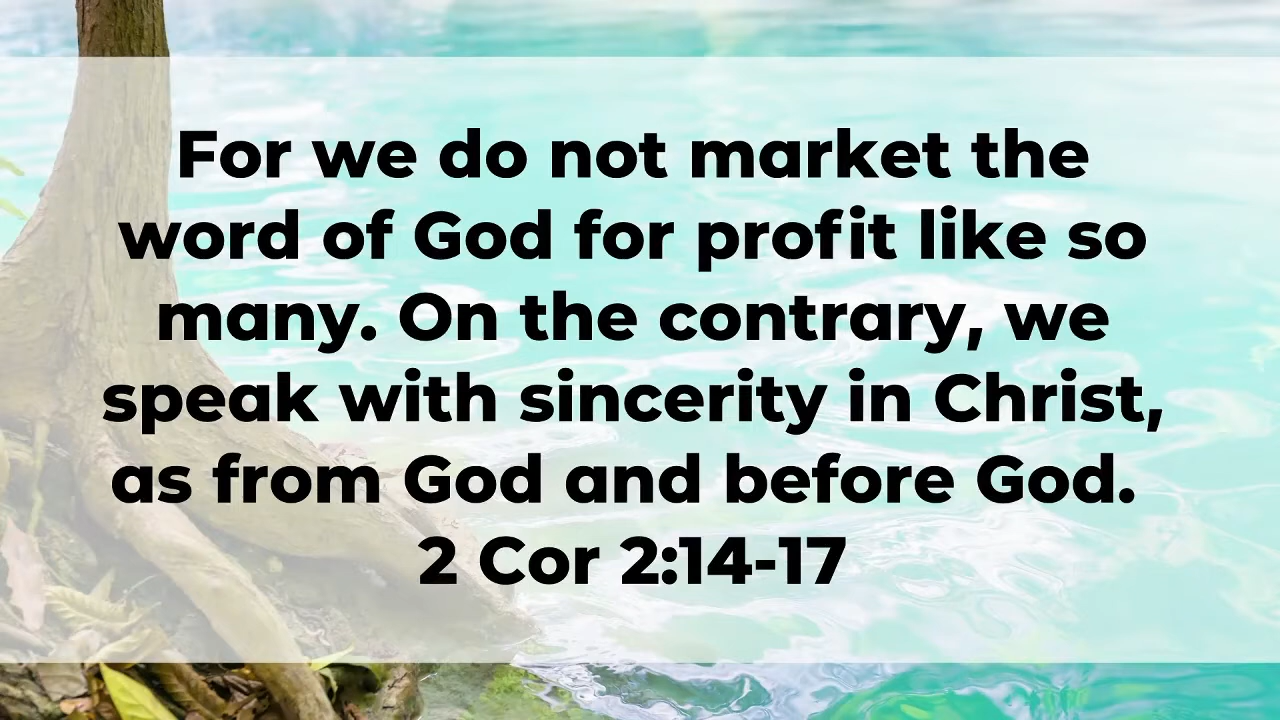 For we do not market the
word of God for profit like so
many. On the contrary, we
speak with sincerity in Christ,
as from God and before God.
2 Cor 2:14-17